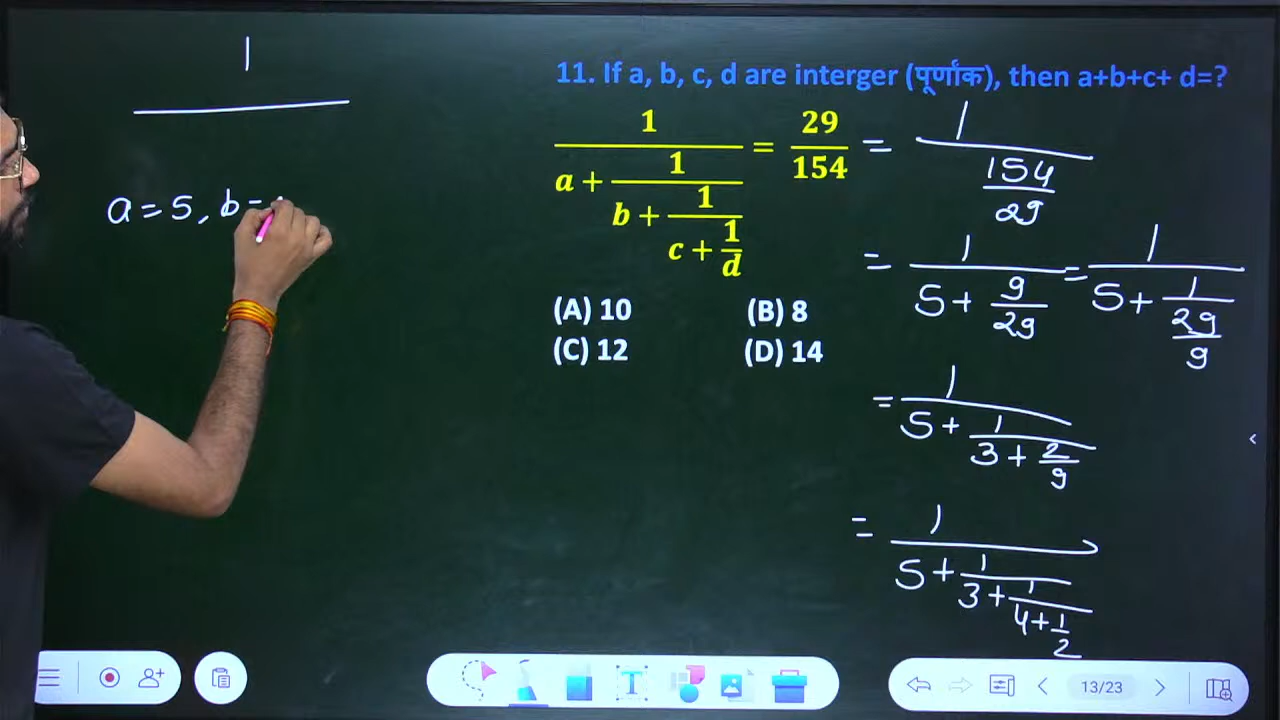 1
a = 5, b =
11. If a, b, c, d are interger (पूर्णांक), then a+b+c+ d=?
1
a + 1
b + 1
c + 1
d
= 29
154
(A) 10 (B) 8
(C) 12 (D) 14
= 1
154
29
= 1
5 + 9
29
= 1
5 + 1
29
9
= 1
5 + 1
3 + 2
9
= 1
5 + 1
3 + 1
4 + 1
2
T
13/23